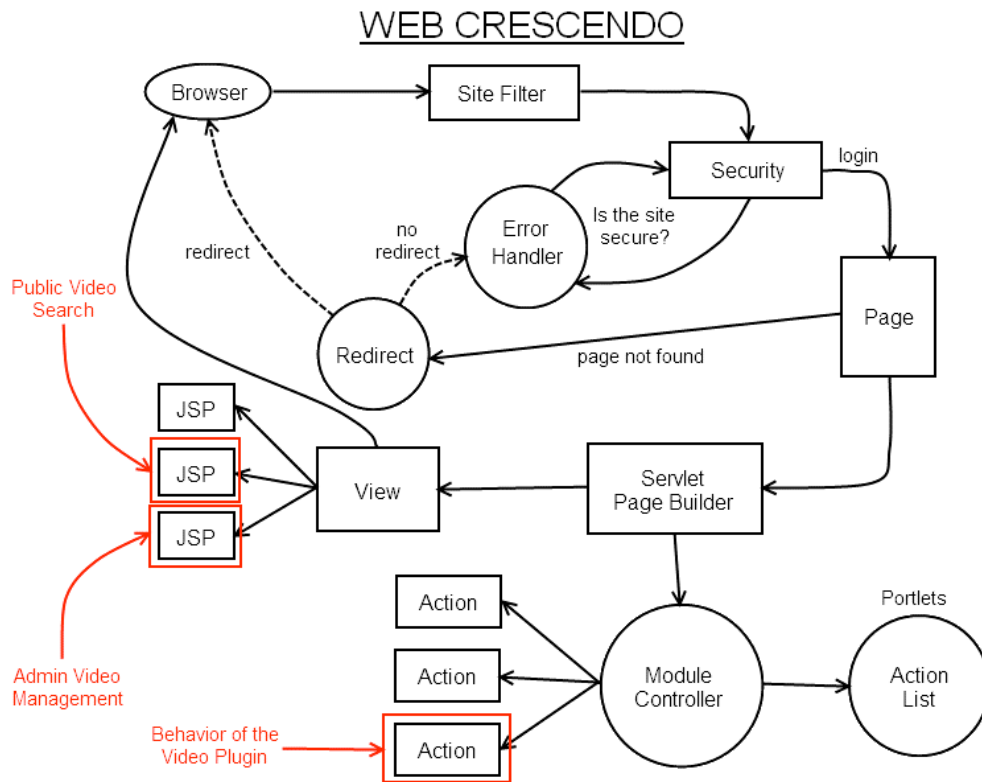 WEB CRESCENDO
Browser
Site Filter
Security
login
Error
Handler
Is the site
secure?
no
redirect
redirect
Public Video
Search
Page
Redirect
page not found
JSP
JSP
JSP
View
Servlet
Page Builder
Admin Video
Management
Action
Action
Action
Module
Controller
Portlets
Action
List
Behavior of the
Video Plugin